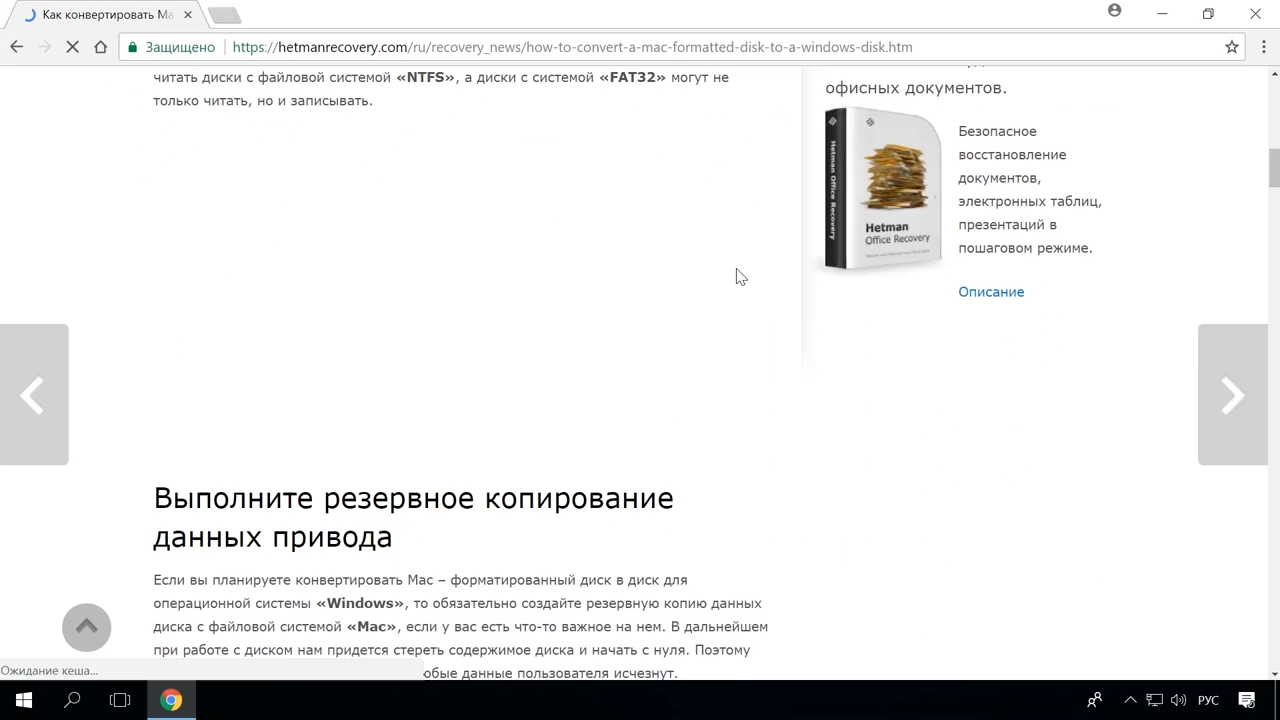 Как конвертировать Ma
Защищено
https://hetmanrecovery.com/ru/recovery_news/how-to-convert-a-mac-formatted-disk-to-a-windows-disk.htm
читать диски с файловой системой «NTFS», а диски с системой «FAT32» могут не
только читать, но и записывать.
офисных документов.
Hetman Office Recovery
Hetman
Office Recovery
Безопасное
восстановление
документов,
электронных таблиц,
презентаций в
пошаговом режиме.
Описание
Выполните резервное копирование
данных привода
Если вы планируете конвертировать Mac – форматированный диск в диск для
операционной системы «Windows», то обязательно создайте резервную копию данных
диска с файловой системой «Mac», если у вас есть что-то важное на нем. В дальнейшем
при работе с диском нам придется стереть содержимое диска и начать с нуля. Поэтому
любые данные пользователя исчезнут.
Ожидание кеша...
РУС